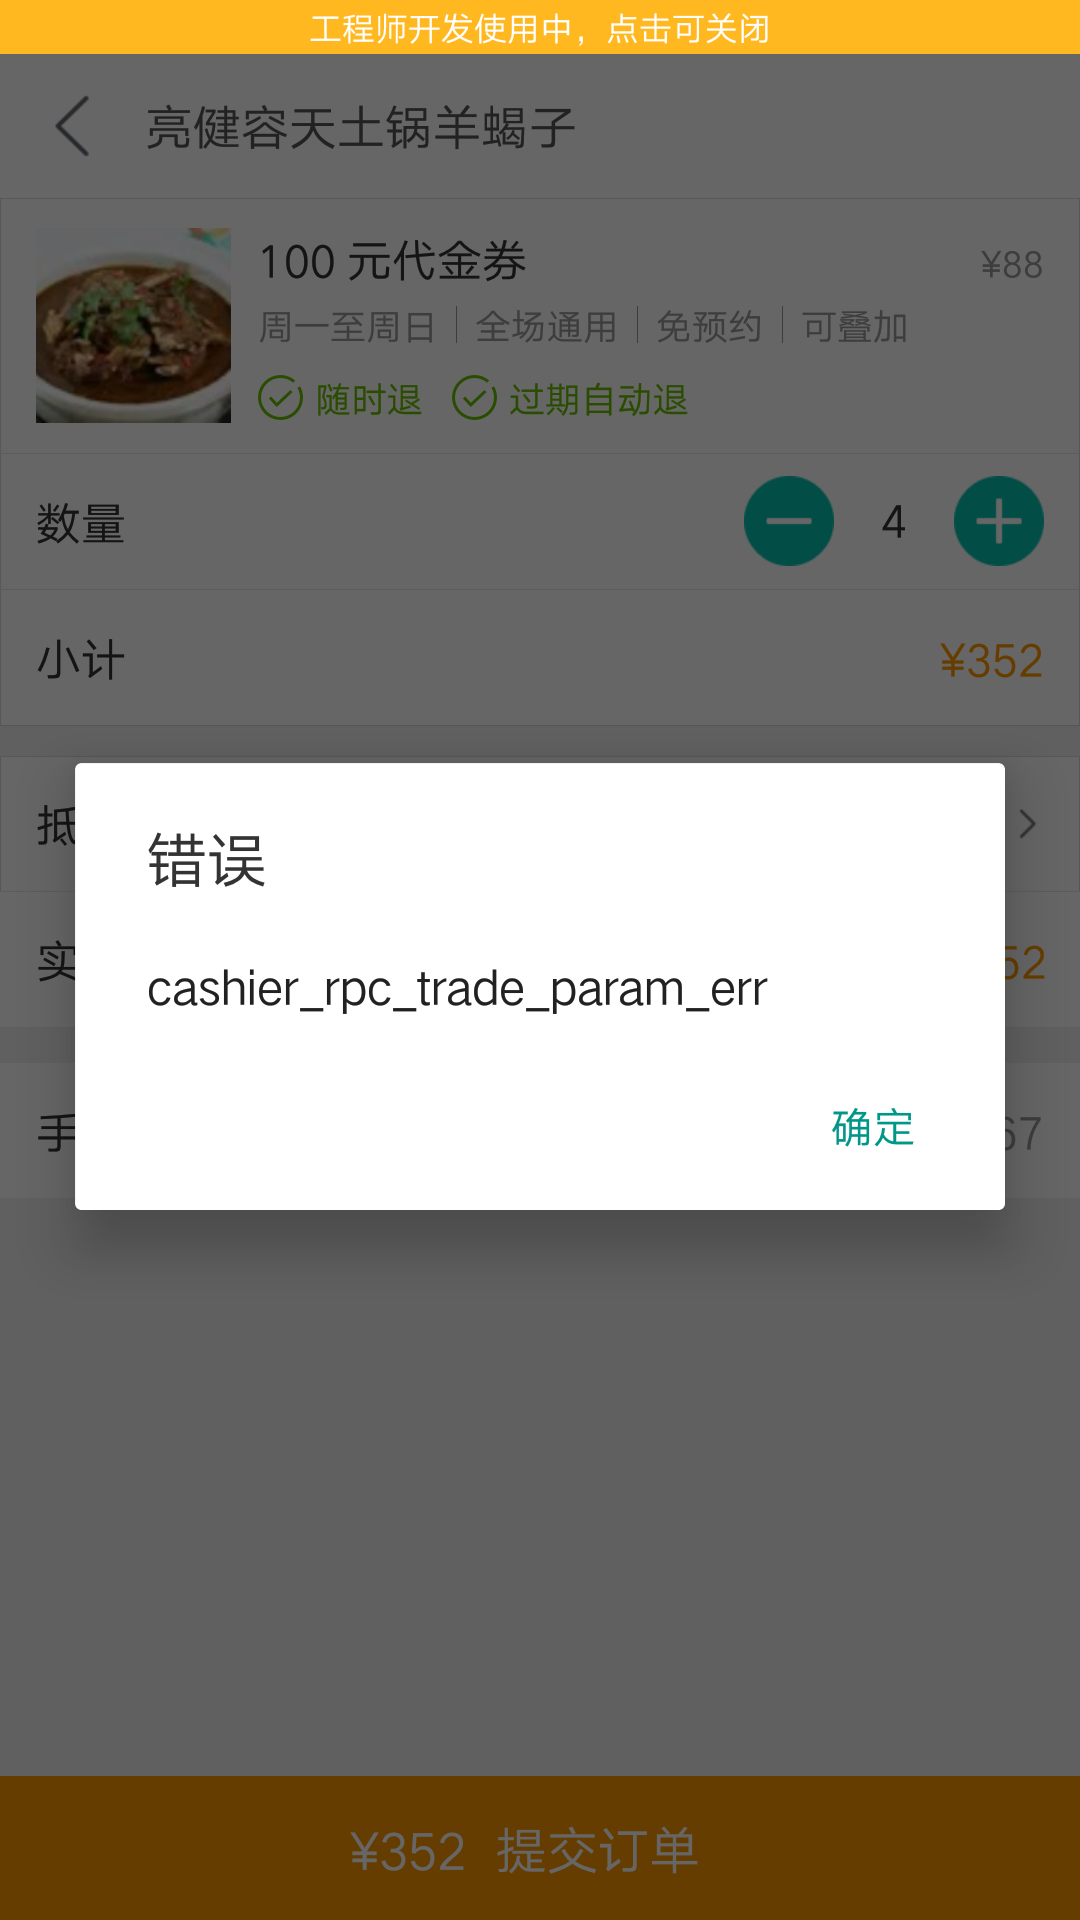 工程师开发使用中，点击可关闭
亮健容天土锅羊蝎子
100 元代金券 ¥88
周一至周日 全场通用 免预约 可叠加
随时退 过期自动退
数量 4
小计 ¥352
抵
错误
实 52
cashier_rpc_trade_param_err
手 67
确定
¥352 提交订单